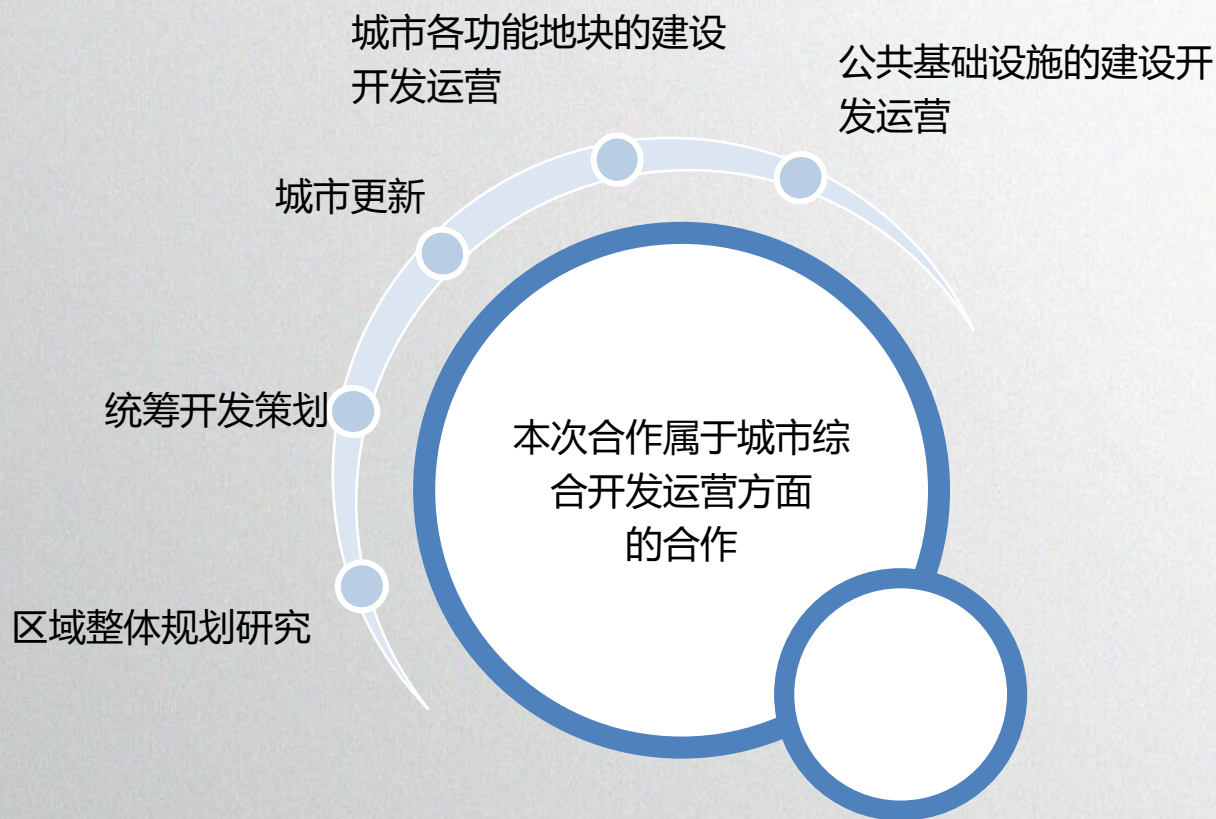 城市各功能地块的建设
开发运营
公共基础设施的建设开
发运营
城市更新
统筹开发策划
本次合作属于城市综
合开发运营方面
的合作
区域整体规划研究